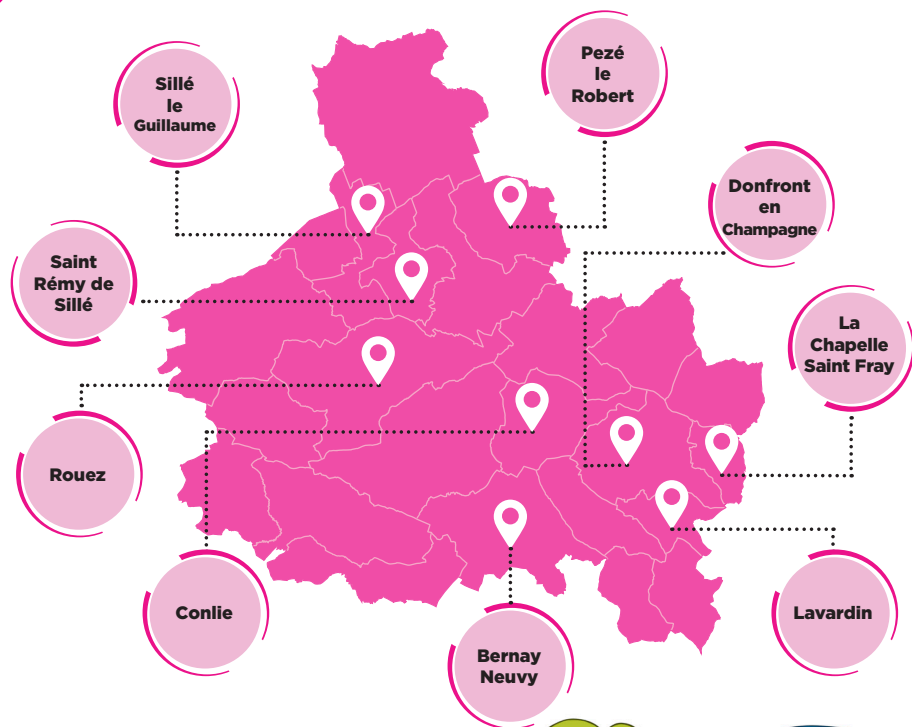 Sillé
le
Guillaume
Pezé
le
Robert
Donfront
en
Champagne
Saint
Rémy de
Sillé
La
Chapelle
Saint Fray
Rouez
Conlie
Bernay
Neuvy
Lavardin